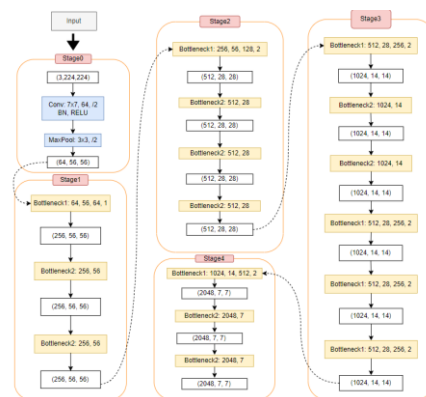 Input
Stage0
(3,224,224)
Conv: 7x7, 64, /2
BN, RELU
MaxPool: 3x3, /2
(64, 56, 56)
Stage1
Bottleneck1: 64, 56, 64, 1
(256, 56, 56)
Bottleneck2: 256, 56
(256, 56, 56)
Bottleneck2: 256, 56
(256, 56, 56)
Stage2
Bottleneck1: 256, 56, 128, 2
(512, 28, 28)
Bottleneck2: 512, 28
(512, 28, 28)
Bottleneck2: 512, 28
(512, 28, 28)
Bottleneck2: 512, 28
(512, 28, 28)
Stage3
Bottleneck1: 512, 28, 256, 2
(1024, 14, 14)
Bottleneck2: 1024, 14
(1024, 14, 14)
Bottleneck2: 1024, 14
(1024, 14, 14)
Bottleneck1: 512, 28, 256, 2
(1024, 14, 14)
Bottleneck1: 512, 28, 256, 2
(1024, 14, 14)
Bottleneck1: 512, 28, 256, 2
(1024, 14, 14)
Stage4
Bottleneck1: 1024, 14, 512, 2
(2048, 7, 7)
Bottleneck2: 2048, 7
(2048, 7, 7)
Bottleneck2: 2048, 7
(2048, 7, 7)